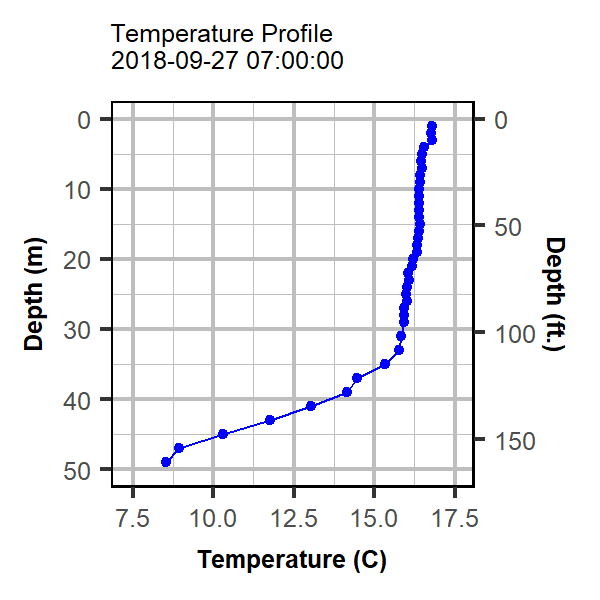 Temperature Profile
2018-09-27 07:00:00
0
10
20
30
40
50
Depth (m)
0
50
100
150
Depth (ft.)
7.5 10.0 12.5 15.0 17.5
Temperature (C)